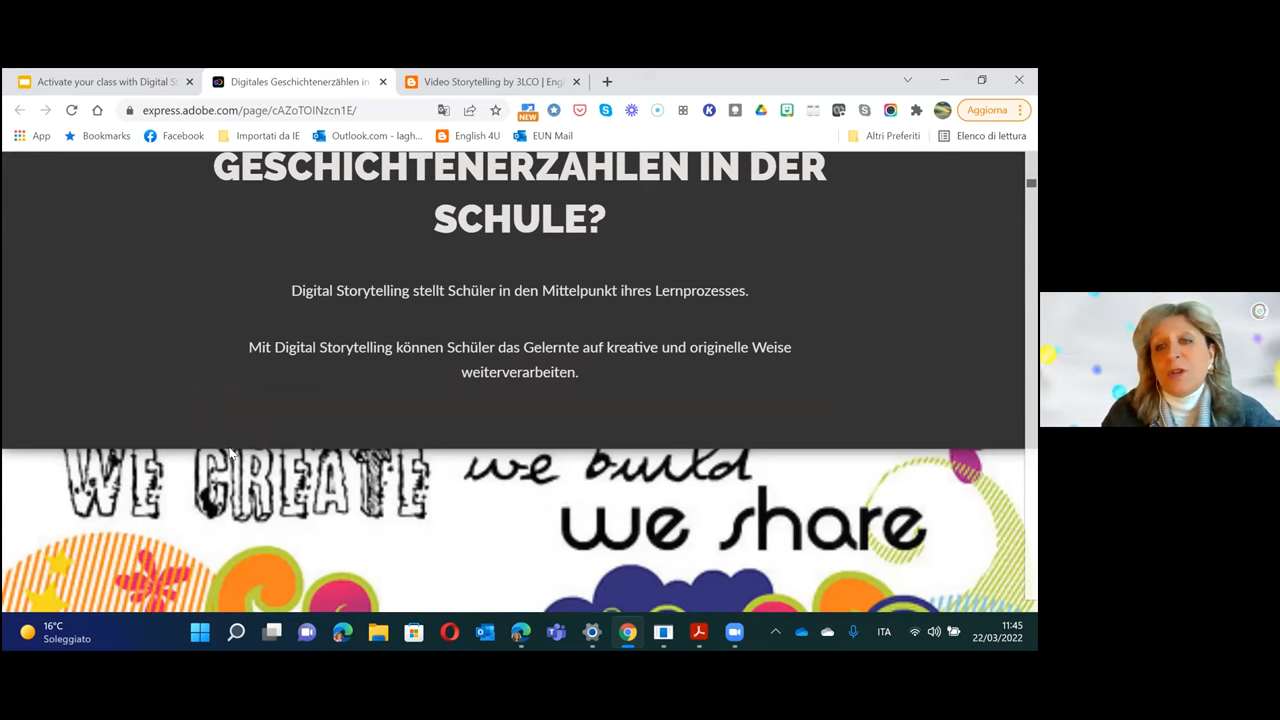 Activate your class with Digital St
Digitales Geschichtenerzählen in
Video Storytelling by 3LCO | Engl
express.adobe.com/page/cAZoTOINzcn1E/
NEW
Aggiorna
App
Bookmarks
Facebook
Importati da IE
Outlook.com - lagh...
English 4U
EUN Mail
Altri Preferiti
Elenco di lettura
GESCHICHTENERZÄHLEN IN DER
SCHULE?
Digital Storytelling stellt Schüler in den Mittelpunkt ihres Lernprozesses.
Mit Digital Storytelling können Schüler das Gelernte auf kreative und originelle Weise
weiterverarbeiten.
WE CREATE we build
we share
16°C
Soleggiato
ITA
11:45
22/03/2022